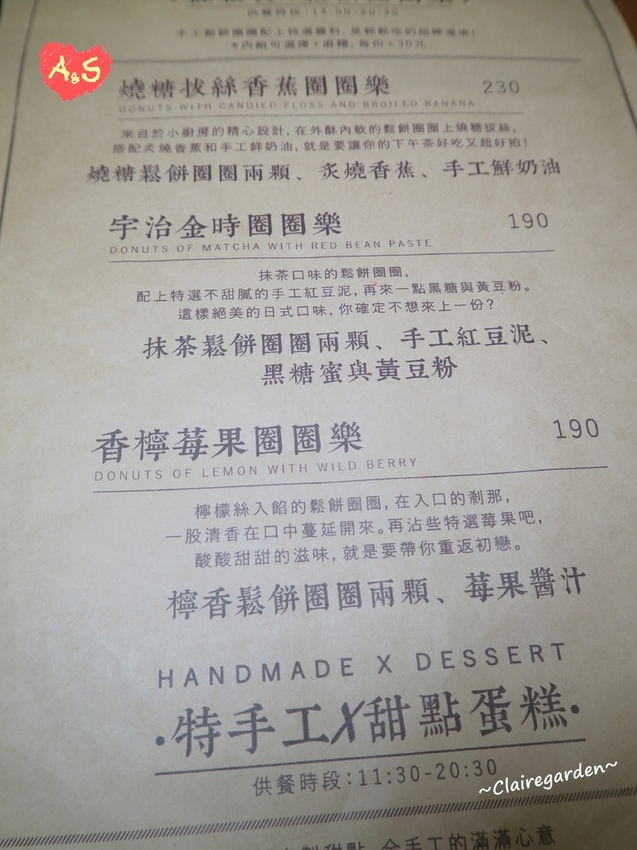 供餐時段:14:00-20:30
A&S
*內餡可選擇+麻糬,每份+30元
燒糖拔絲香蕉圈圈樂 230
DONUTS WITH CANDIED FLOSS AND BROILED BANANA
來自於小廚房的精心設計,在外酥內軟的鬆餅圈圈上燒糖拔絲,
搭配炙燒香蕉和手工鮮奶油,就是要讓你的下午茶好吃又超好拍!
燒糖鬆餅圈圈兩顆、炙燒香蕉、手工鮮奶油
宇治金時圈圈樂 190
DONUTS OF MATCHA WITH RED BEAN PASTE
抹茶口味的鬆餅圈圈,
配上特選不甜膩的手工紅豆泥,再來一點黑糖與黃豆粉。
這樣絕美的日式口味,你確定不想來上一份?
抹茶鬆餅圈圈兩顆、手工紅豆泥、
黑糖蜜與黃豆粉
香檸莓果圈圈樂 190
DONUTS OF LEMON WITH WILD BERRY
檸檬絲入餡的鬆餅圈圈,在入口的剎那,
一股清香在口中蔓延開來。再沾些特選莓果吧,
酸酸甜甜的滋味,就是要帶你重返初戀。
檸香鬆餅圈圈兩顆、莓果醬汁
HANDMADE X DESSERT
·特手工X甜點蛋糕·
供餐時段:11:30-20:30
~Clairegarden~
甜點,全手工的滿滿心意